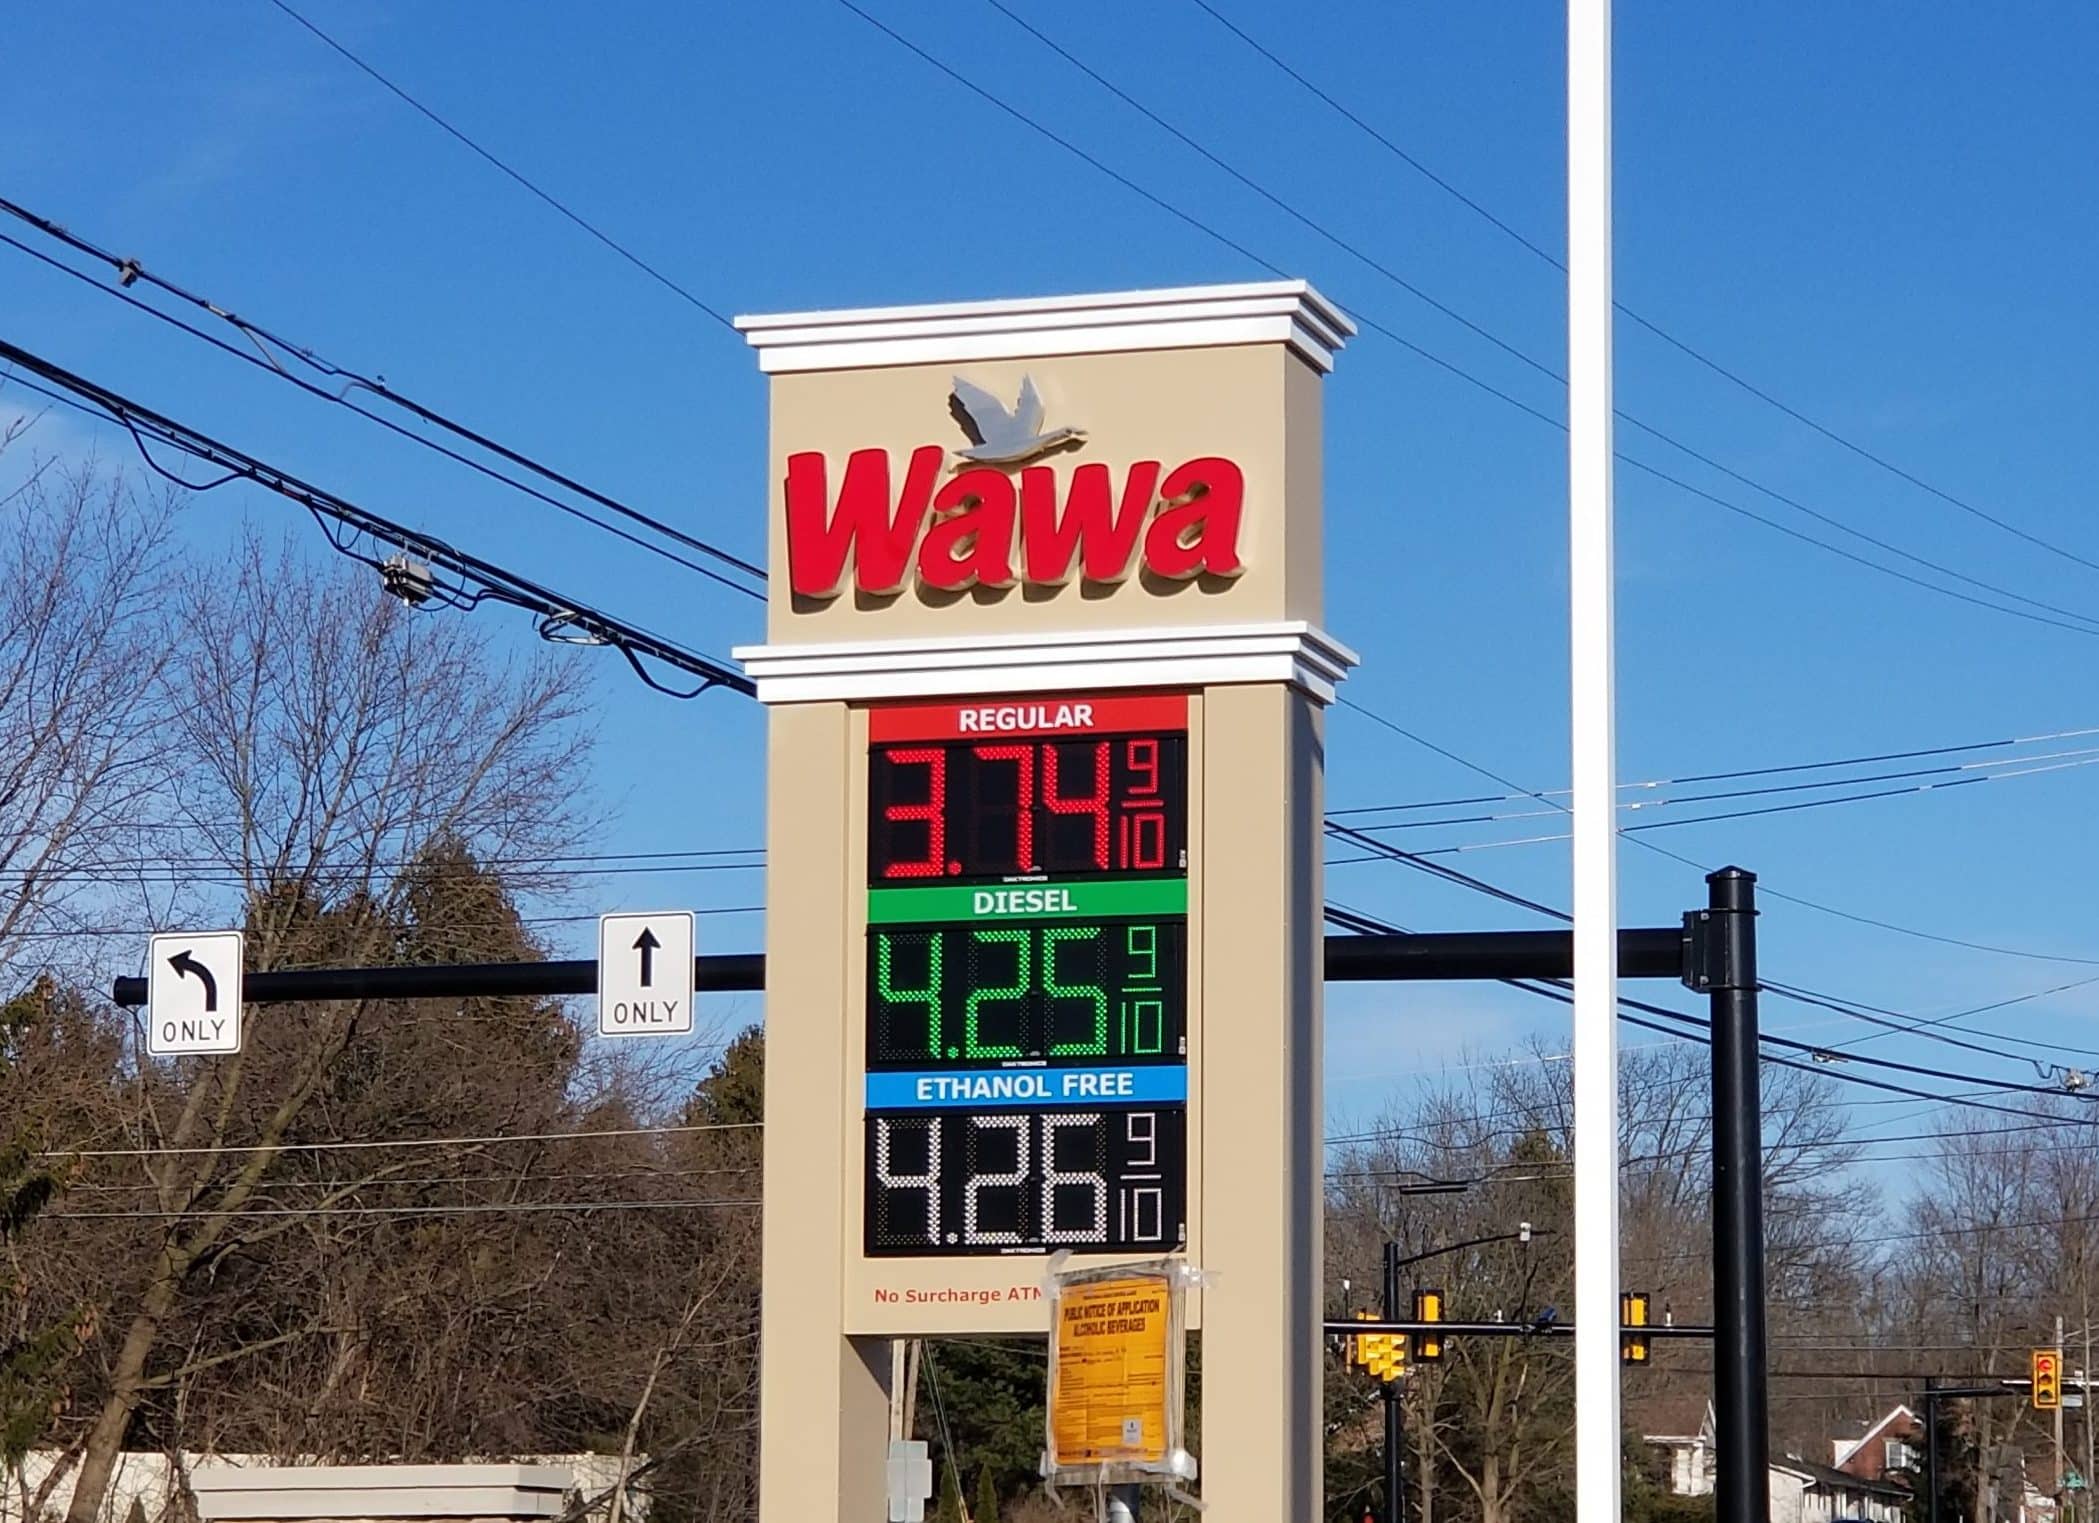 Wawa
REGULAR
3.74 9/10
DIESEL
4.25 9/10
ETHANOL FREE
4.26 9/10
No Surcharge ATM
PUBLIC NOTICE OF APPLICATION
ALCOHOLIC BEVERAGES
ONLY
ONLY